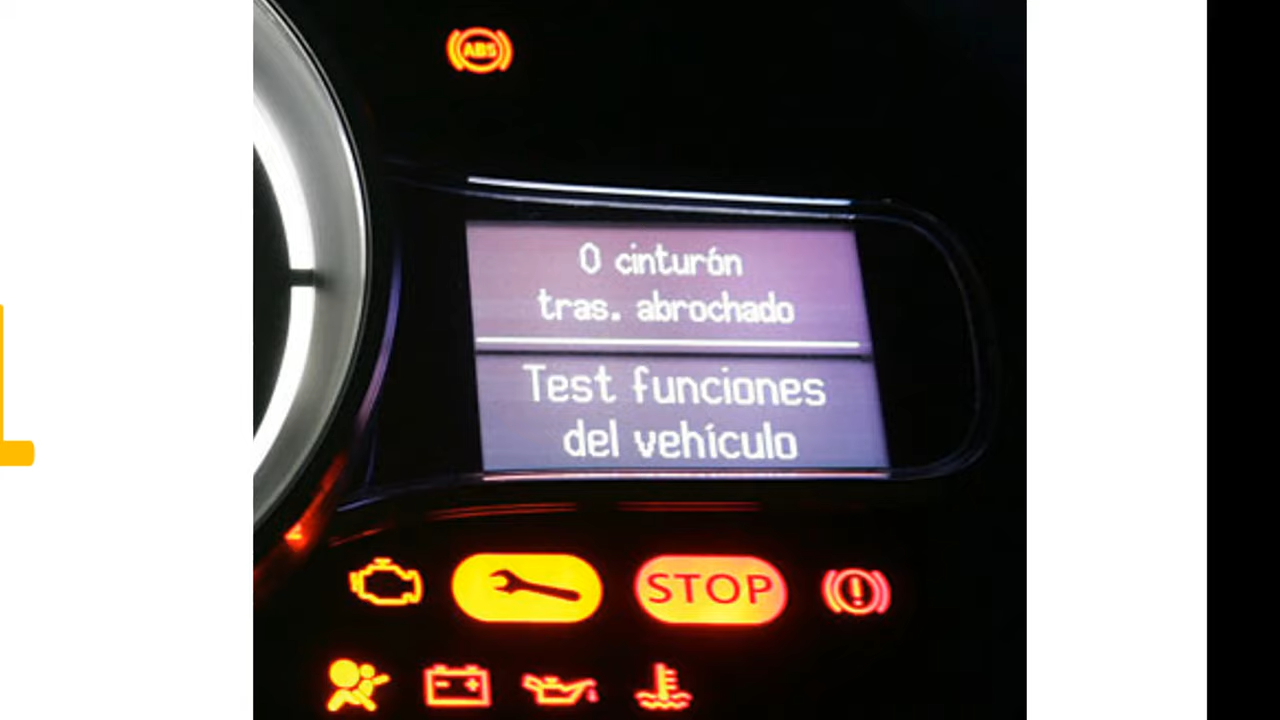 ABS
0 cinturón
tras. abrochado
Test funciones
del vehículo
STOP